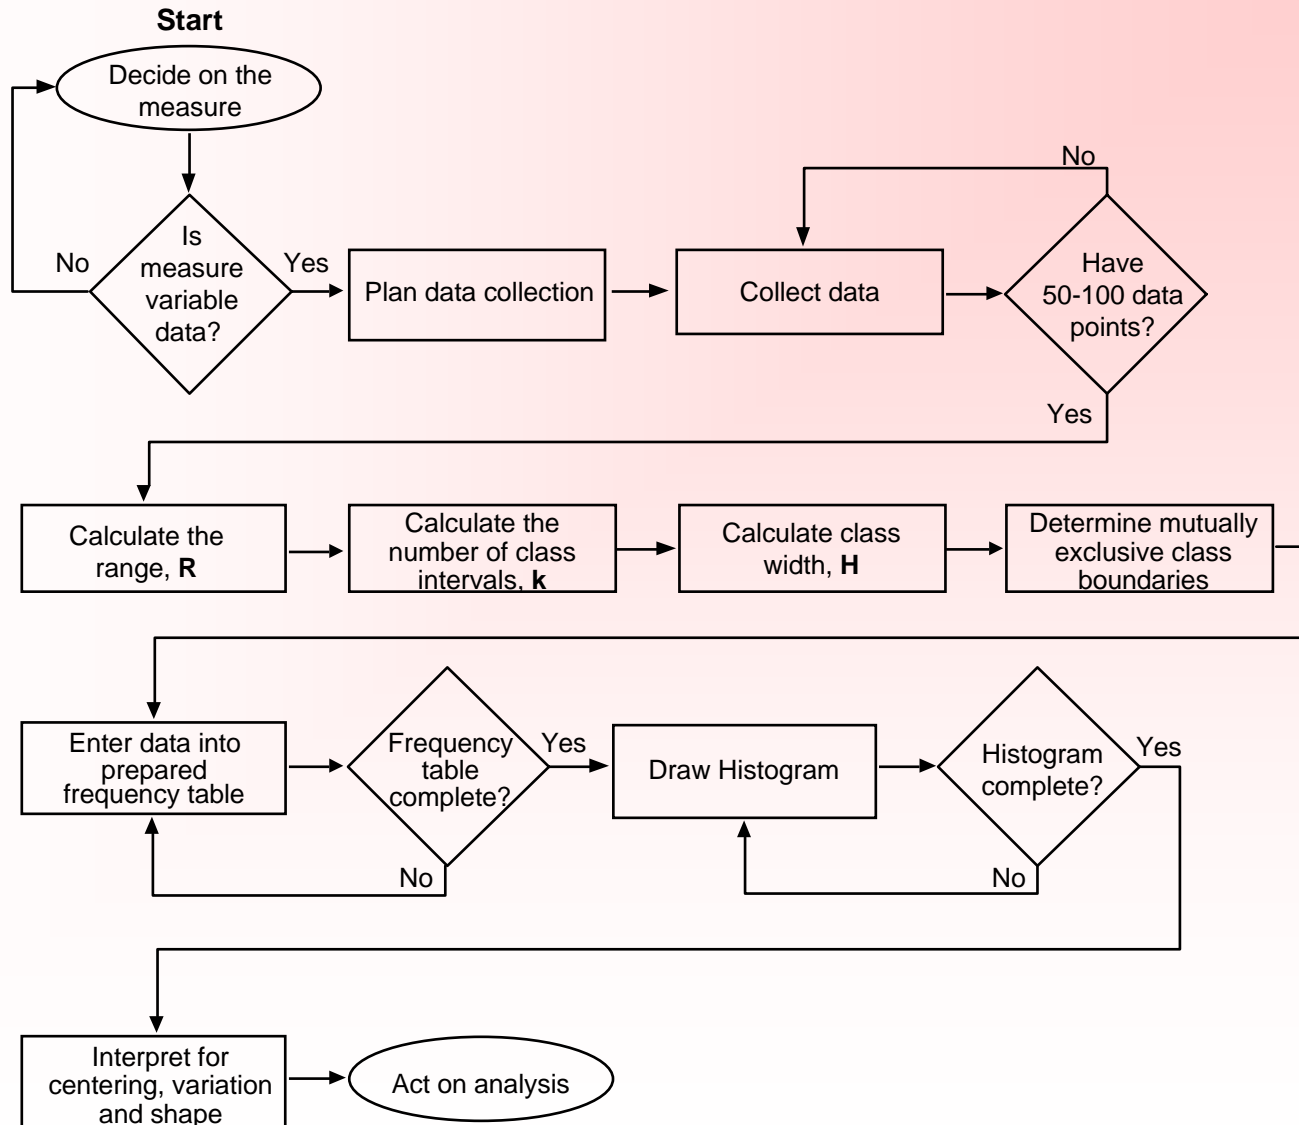 Start
Decide on the
measure
Is
measure
variable
data?
No
Yes
Plan data collection
Collect data
No
Have
50-100 data
points?
Yes
Calculate the
range, R
Calculate the
number of class
intervals, k
Calculate class
width, H
Determine mutually
exclusive class
boundaries
Enter data into
prepared
frequency table
Frequency
table
complete?
Yes
No
Draw Histogram
Histogram
complete?
Yes
No
Interpret for
centering, variation
and shape
Act on analysis